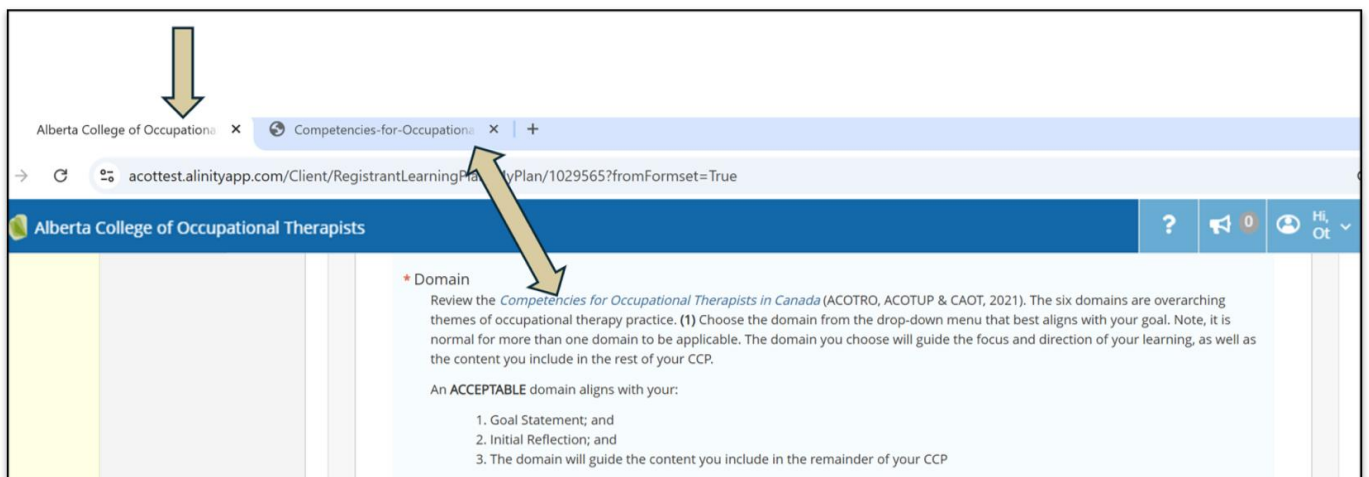 Alberta College of Occupationa
Competencies-for-Occupationa
acottest.alinityapp.com/Client/RegistrantLearningPla MyPlan/1029565?fromFormset=True
Alberta College of Occupational Therapists
?
0
Hi,
Ot
* Domain
Review the Competencies for Occupational Therapists in Canada (ACOTRO, ACOTUP & CAOT, 2021). The six domains are overarching
themes of occupational therapy practice. (1) Choose the domain from the drop-down menu that best aligns with your goal. Note, it is
normal for more than one domain to be applicable. The domain you choose will guide the focus and direction of your learning, as well as
the content you include in the rest of your CCP.
An ACCEPTABLE domain aligns with your:
1. Goal Statement; and
2. Initial Reflection; and
3. The domain will guide the content you include in the remainder of your CCP